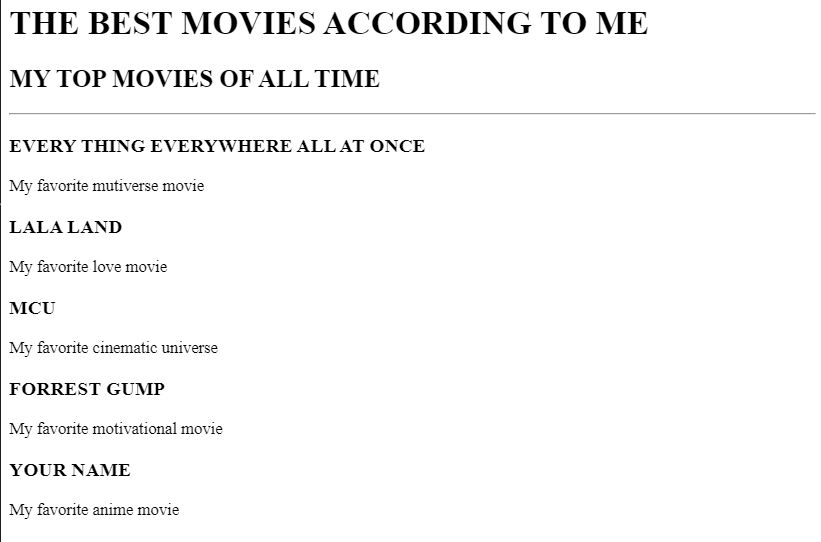 THE BEST MOVIES ACCORDING TO ME
MY TOP MOVIES OF ALL TIME
EVERY THING EVERYWHERE ALL AT ONCE
My favorite mutiverse movie
LALA LAND
My favorite love movie
MCU
My favorite cinematic universe
FORREST GUMP
My favorite motivational movie
YOUR NAME
My favorite anime movie